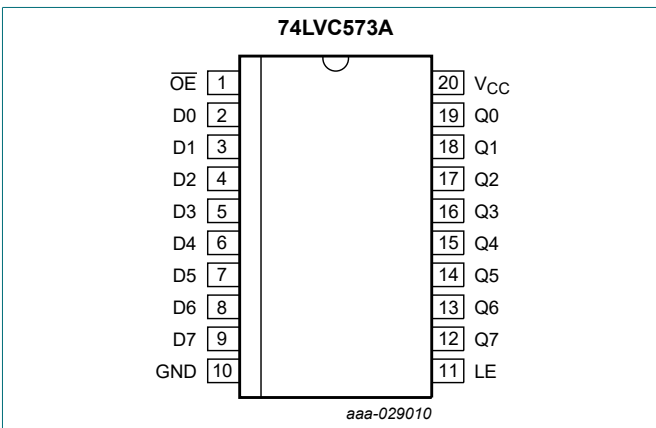 74LVC573A
OE 1 20 VCC
D0 2 19 Q0
D1 3 18 Q1
D2 4 17 Q2
D3 5 16 Q3
D4 6 15 Q4
D5 7 14 Q5
D6 8 13 Q6
D7 9 12 Q7
GND 10 11 LE
aaa-029010